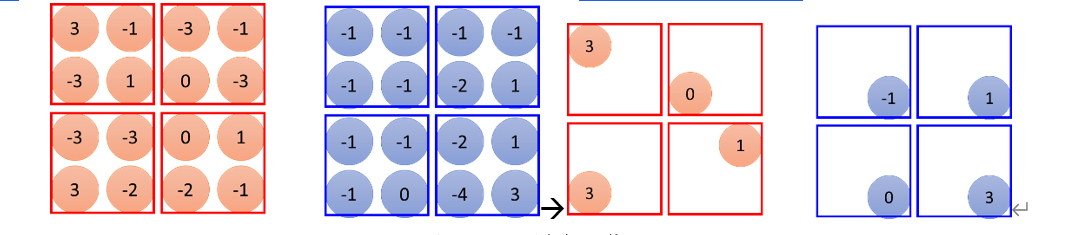 3 -1 -3 -1 -1 -1 -1 -1
3
-3 1 0 -3 -1 -1 -2 1 0 -1 1
-3 -3 0 1 -1 -1 -2 1 1
3 -2 -2 -1 -1 0 -4 3 → 3 0 3 ↵